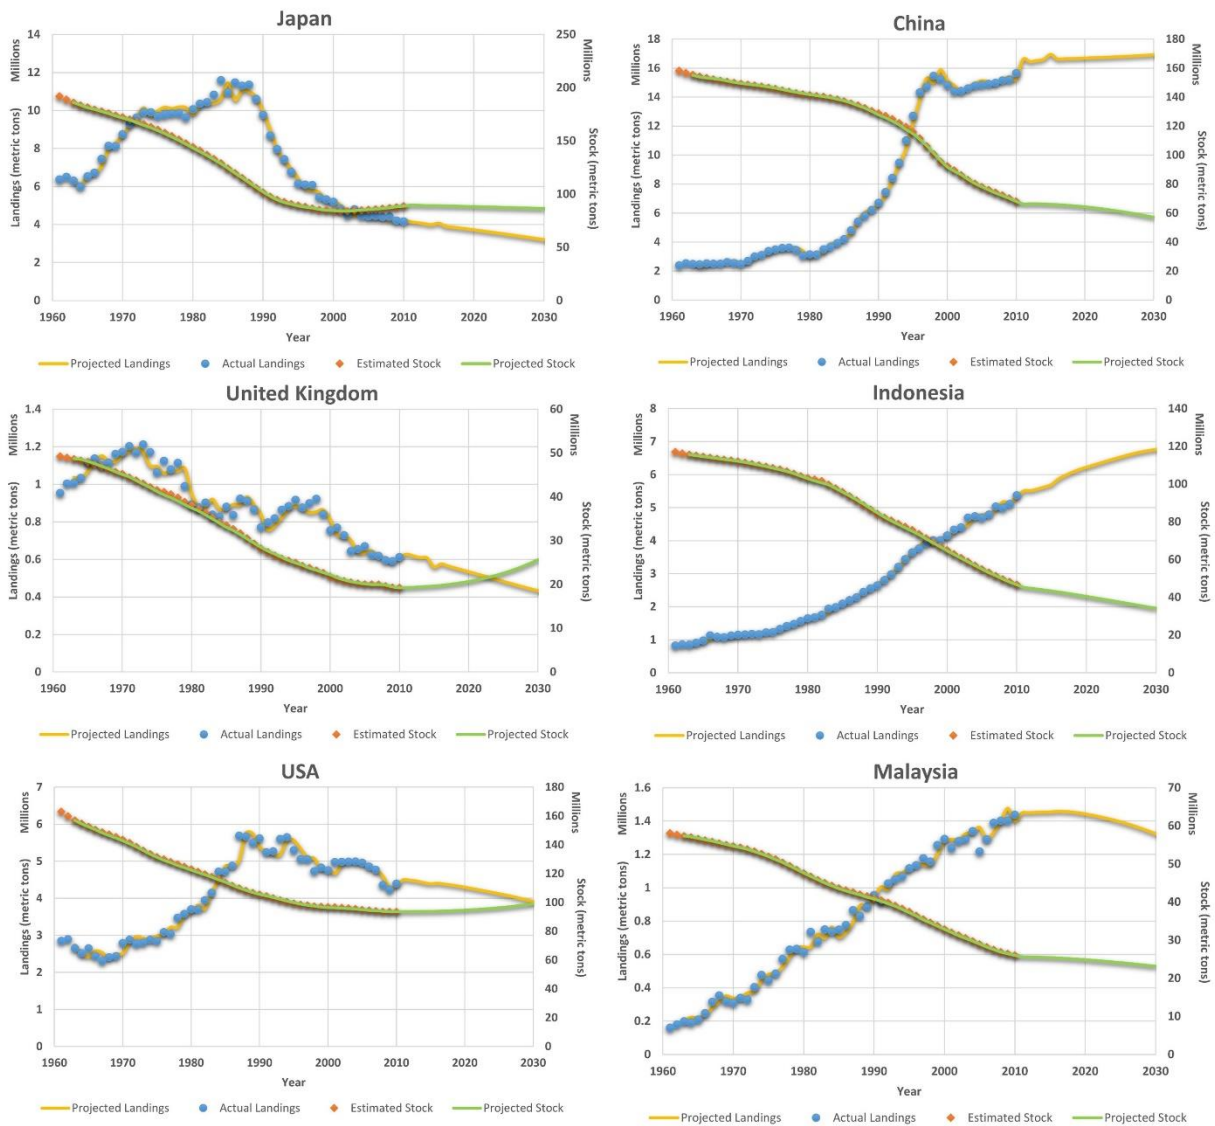 Japan
Millions
Landings (metric tons)
14
12
10
8
6
4
2
0
250
200
150
100
50
0
Millions
Stock (metric tons)
1960 1970 1980 1990 2000 2010 2020 2030
Year
Projected Landings Actual Landings Estimated Stock Projected Stock
China
Millions
Landings (metric tons)
18
16
14
12
10
8
6
4
2
0
180
160
140
120
100
80
60
40
20
0
Millions
Stock (metric tons)
1960 1970 1980 1990 2000 2010 2020 2030
Year
Projected Landings Actual Landings Estimated Stock Projected Stock
United Kingdom
Millions
Landings (metric tons)
1.4
1.2
1
0.8
0.6
0.4
0.2
0
60
50
40
30
20
10
0
Millions
Stock (metric tons)
1960 1970 1980 1990 2000 2010 2020 2030
Year
Projected Landings Actual Landings Estimated Stock Projected Stock
Indonesia
Millions
Landings (metric tons)
8
7
6
5
4
3
2
1
0
140
120
100
80
60
40
20
0
Millions
Stock (metric tons)
1960 1970 1980 1990 2000 2010 2020 2030
Year
Projected Landings Actual Landings Estimated Stock Projected Stock
USA
Millions
Landings (metric tons)
7
6
5
4
3
2
1
0
180
160
140
120
100
80
60
40
20
0
Millions
Stock (metric tons)
1960 1970 1980 1990 2000 2010 2020 2030
Year
Projected Landings Actual Landings Estimated Stock Projected Stock
Malaysia
Millions
Landings (metric tons)
1.6
1.4
1.2
1
0.8
0.6
0.4
0.2
0
70
60
50
40
30
20
10
0
Millions
Stock (metric tons)
1960 1970 1980 1990 2000 2010 2020 2030
Year
Projected Landings Actual Landings Estimated Stock Projected Stock